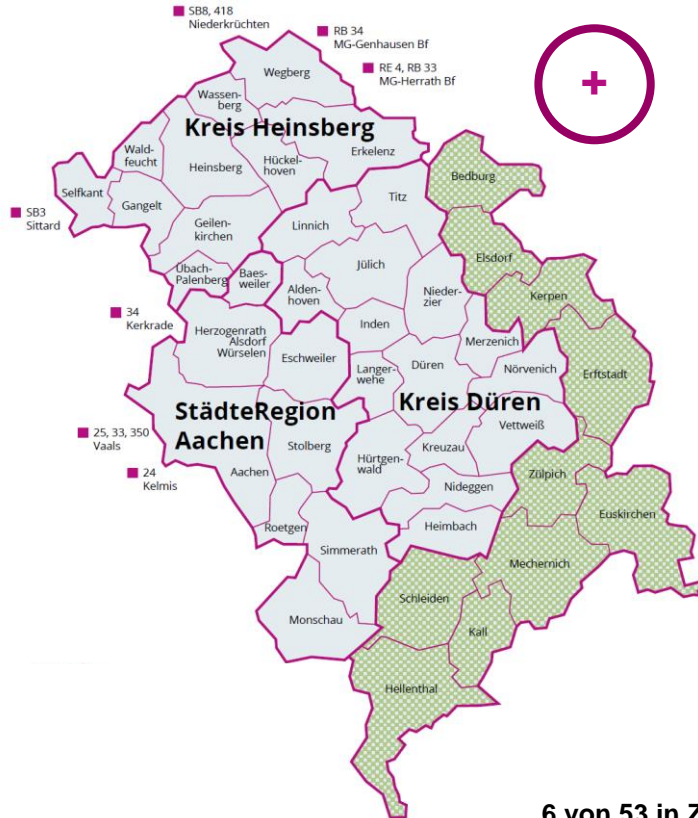 SB8, 418
Niederkrüchten
RB 34
MG-Genhausen Bf
RE 4, RB 33
MG-Herrath Bf
+
Wegberg
Wassen-
berg
Kreis Heinsberg
Erkelenz
Wald-
feucht
Heinsberg
Hückel-
hoven
Bedburg
Selfkant
Gangelt
Titz
SB3
Sittard
Geilen-
kirchen
Linnich
Elsdorf
Übach-
Palenberg
Baes-
weiler
Jülich
Alden-
hoven
Nieder-
zier
Kerpen
34
Kerkrade
Herzogenrath
Alsdorf
Würselen
Inden
Merzenich
Eschweiler
Langer-
wehe
Düren
Nörvenich
Erftstadt
StädteRegion
Aachen
Kreis Düren
Vettweiß
25, 33, 350
Vaals
Stolberg
Kreuzau
24
Kelmis
Aachen
Hürtgen-
wald
Zülpich
Nideggen
Euskirchen
Roetgen
Heimbach
Simmerath
Mechernich
Schleiden
Monschau
Kall
Hellenthal
6 von 53 in Z